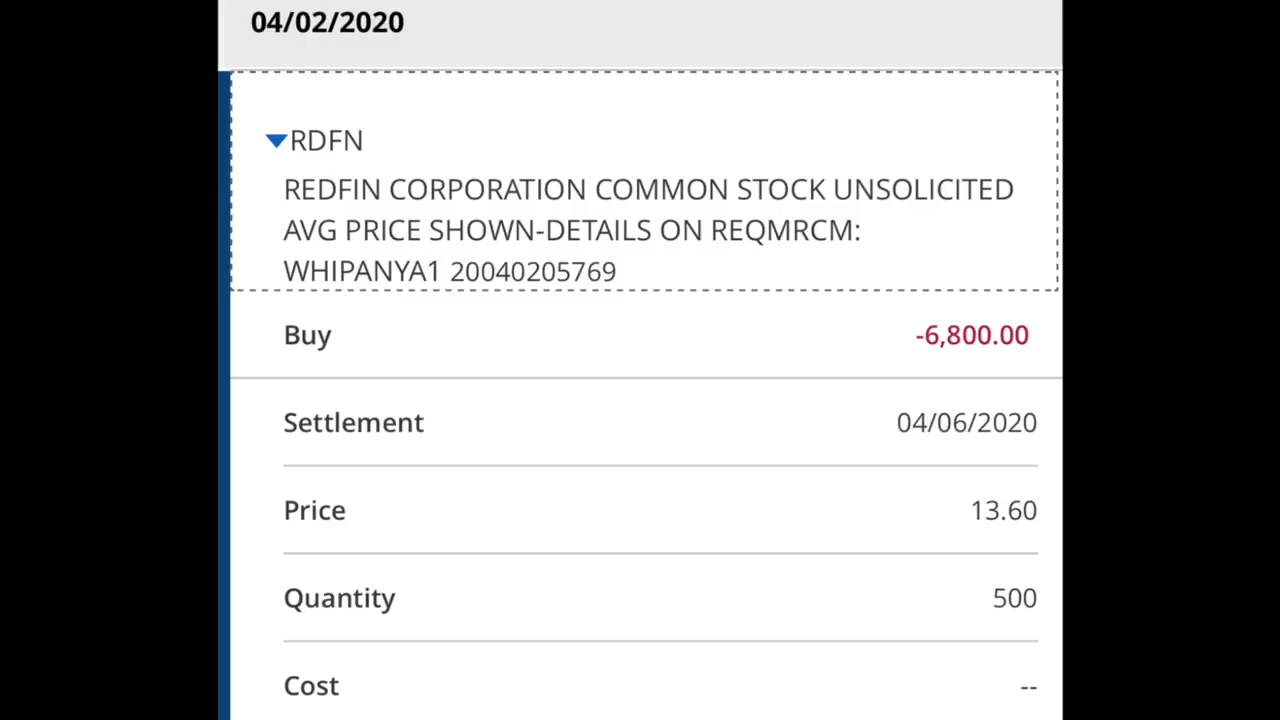 04/02/2020
RDFN
REDFIN CORPORATION COMMON STOCK UNSOLICITED
AVG PRICE SHOWN-DETAILS ON REQMRCM:
WHIPANYA1 20040205769
Buy -6,800.00
Settlement 04/06/2020
Price 13.60
Quantity 500
Cost --